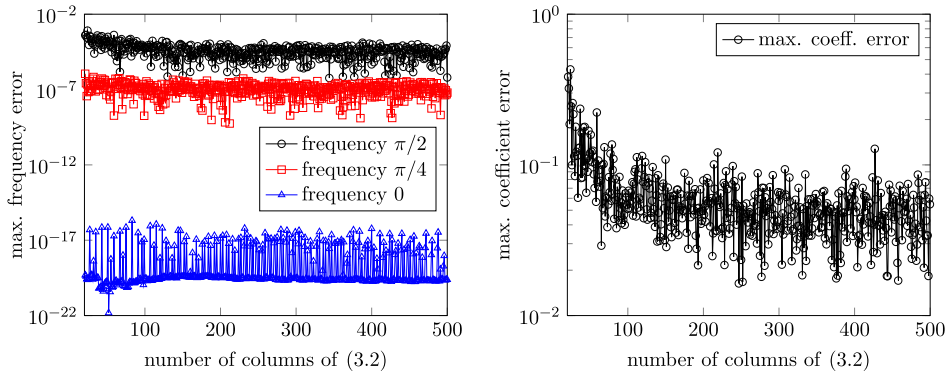 10^−2
10^−7
10^−12
10^−17
10^−22
max. frequency error
frequency π/2
frequency π/4
frequency 0
100 200 300 400 500
number of columns of (3.2)
10^0
10^−1
10^−2
max. coefficient error
max. coeff. error
100 200 300 400 500
number of columns of (3.2)